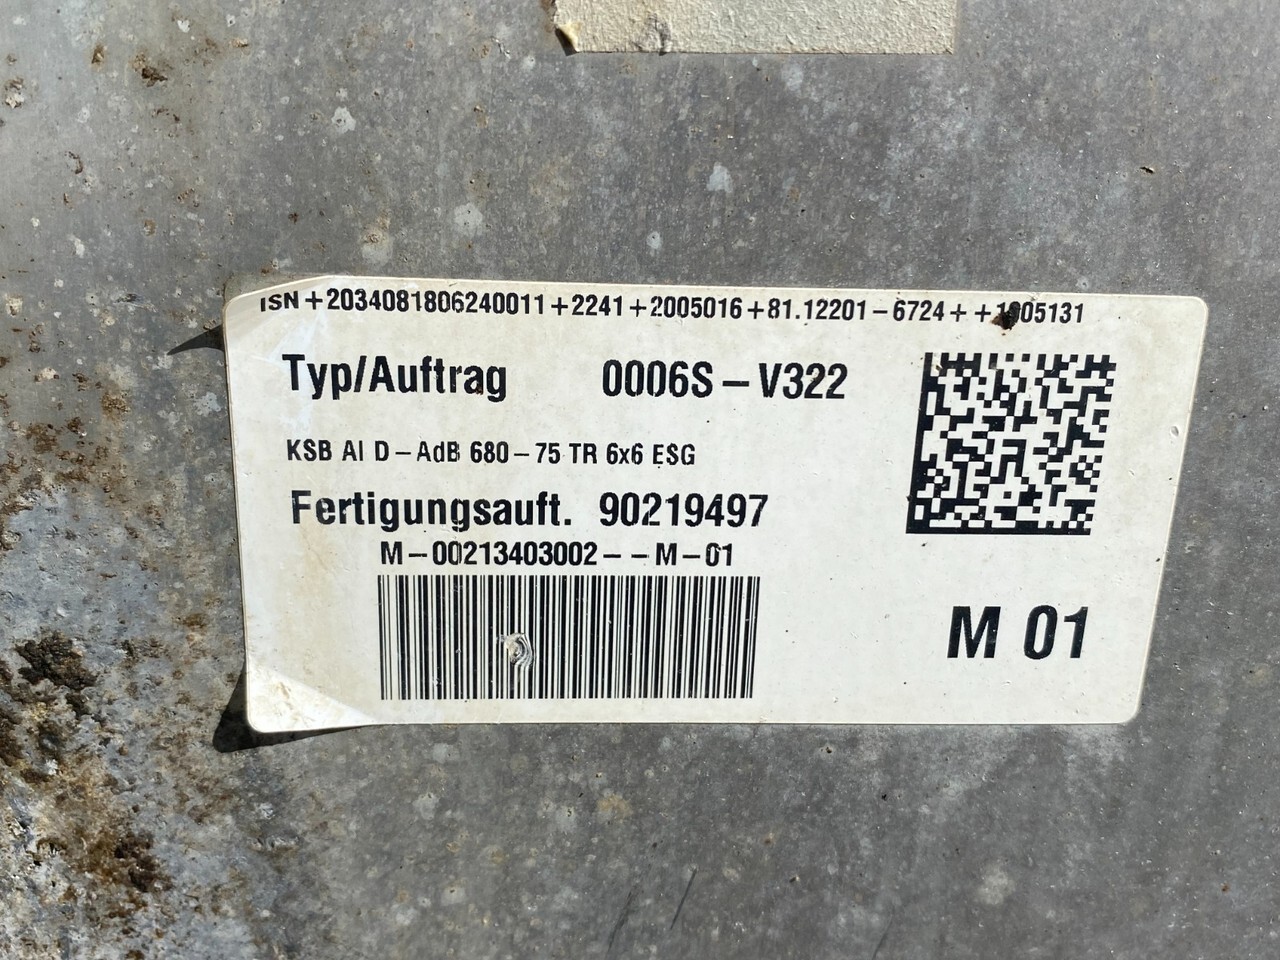 ISN+2034081806240011+2241+2005016+81.12201-6724++1905131
Typ/Auftrag 0006S-V322
KSB Al D-AdB 680-75 TR 6x6 ESG
Fertigungsauft. 90219497
M-00213403002--M-01
M 01